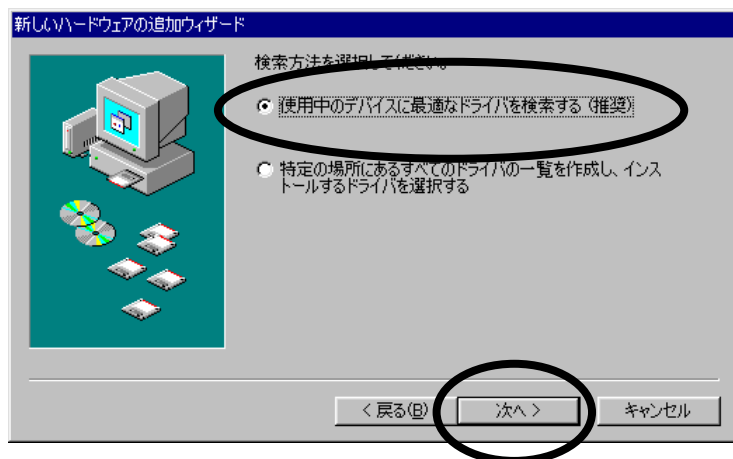 新しいハードウェアの追加ウィザード
検索方法を選択してください。
使用中のデバイスに最適なドライバを検索する (推奨)
特定の場所にあるすべてのドライバの一覧を作成し、インス
トールするドライバを選択する
< 戻る(B)
次へ >
キャンセル